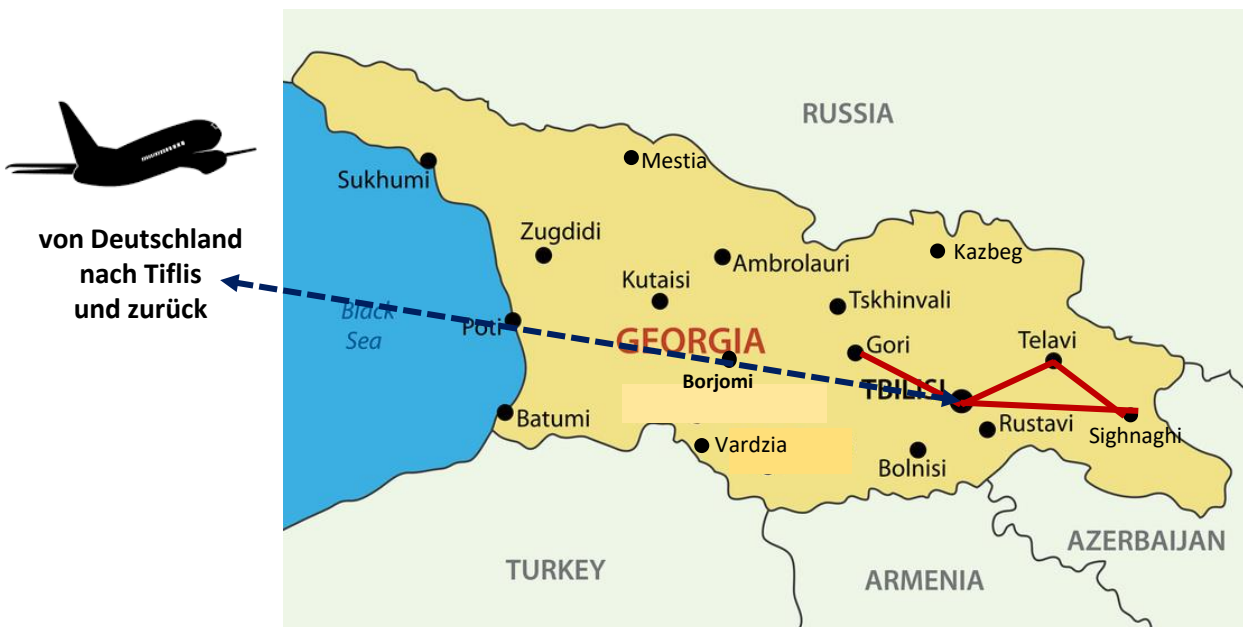 von Deutschland
nach Tiflis
und zurück
RUSSIA
Sukhumi
Mestia
Zugdidi
Ambrolauri
Kazbeg
Kutaisi
Tskhinvali
Black
Sea
Poti
GEORGIA
Gori
Telavi
Borjomi
TBILISI
Batumi
Rustavi
Sighnaghi
Vardzia
Bolnisi
AZERBAIJAN
TURKEY
ARMENIA